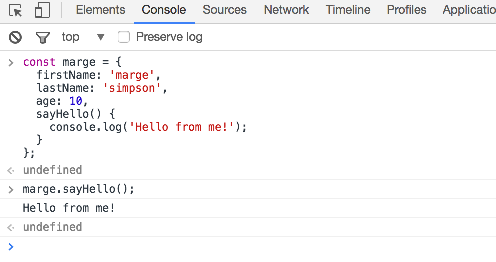 Elements Console Sources Network Timeline Profiles Applicatio
top Preserve log
const marge = {
firstName: 'marge',
lastName: 'simpson',
age: 10,
sayHello() {
console.log('Hello from me!');
}
};
undefined
marge.sayHello();
Hello from me!
undefined